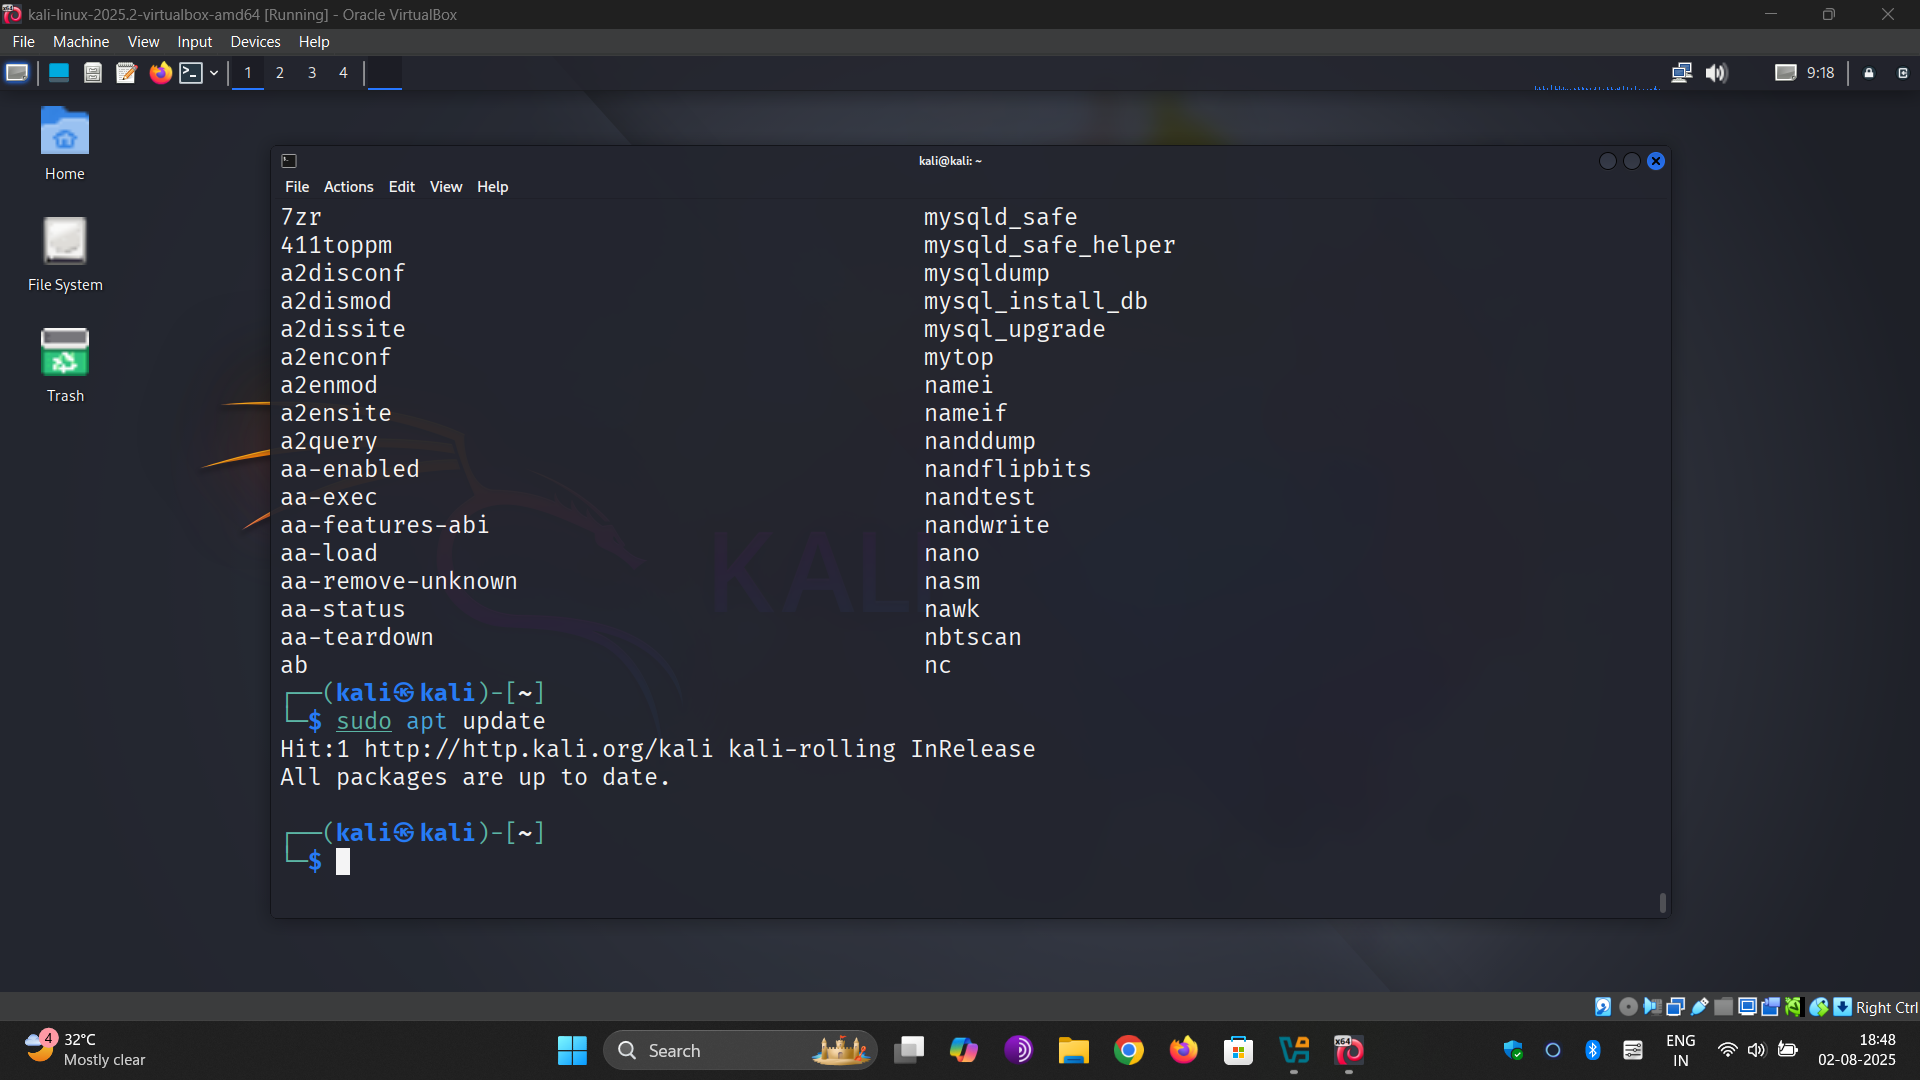 kali-linux-2025.2-virtualbox-amd64 [Running] - Oracle VirtualBox
File Machine View Input Devices Help
1 2 3 4 9:18
Home
File System
Trash
kali@kali: ~
File Actions Edit View Help
7zr mysqld_safe
411toppm mysqld_safe_helper
a2disconf mysqldump
a2dismod mysql_install_db
a2dissite mysql_upgrade
a2enconf mytop
a2enmod namei
a2ensite nameif
a2query nanddump
aa-enabled nandflipbits
aa-exec nandtest
aa-features-abi nandwrite
aa-load nano
aa-remove-unknown nasm
aa-status nawk
aa-teardown nbtscan
ab nc
┌──(kali㉿kali)-[~]
└─$ sudo apt update
Hit:1 http://http.kali.org/kali kali-rolling InRelease
All packages are up to date.
┌──(kali㉿kali)-[~]
└─$
KALI
Right Ctrl
4
32°C
Mostly clear
Search
x64
ENG
IN
18:48
02-08-2025